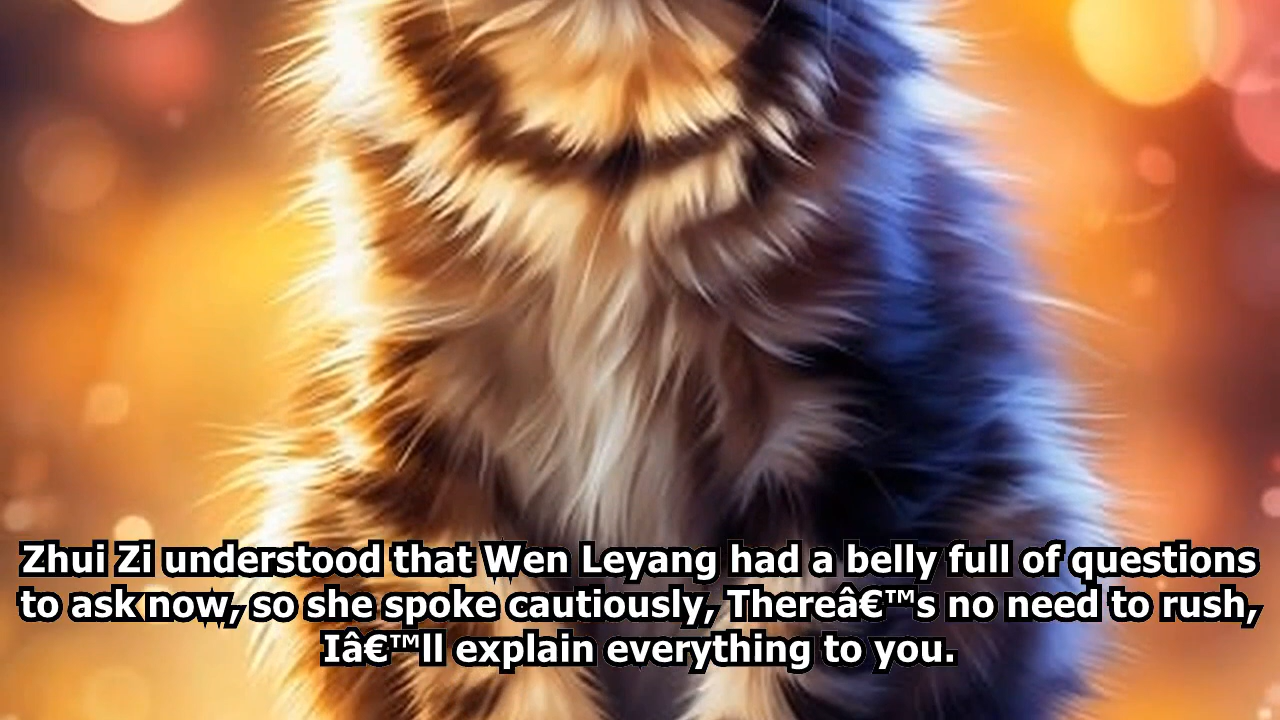 Zhui Zi understood that Wen Leyang had a belly full of questions
to ask now, so she spoke cautiously, Thereâ€™s no need to rush,
Iâ€™ll explain everything to you.